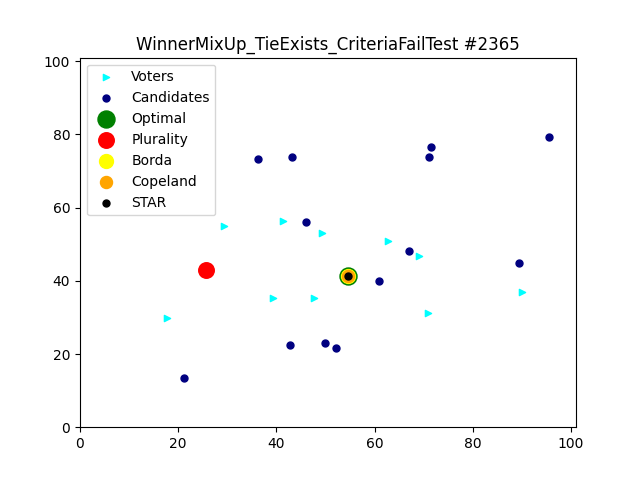 WinnerMixUp_TieExists_CriteriaFailTest #2365
100
80
60
40
20
0
0 20 40 60 80 100
Voters
Candidates
Optimal
Plurality
Borda
Copeland
STAR